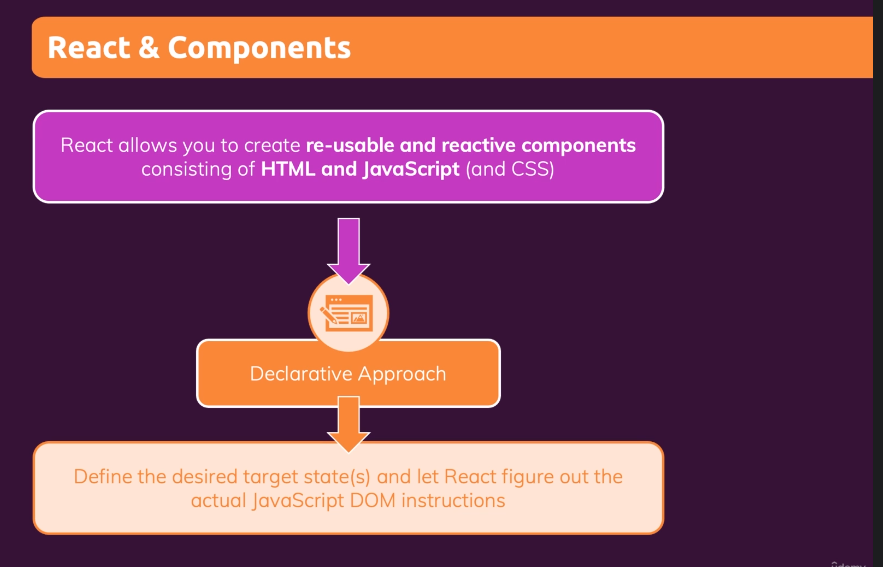 React & Components
React allows you to create re-usable and reactive components
consisting of HTML and JavaScript (and CSS)
Declarative Approach
Define the desired target state(s) and let React figure out the
actual JavaScript DOM instructions